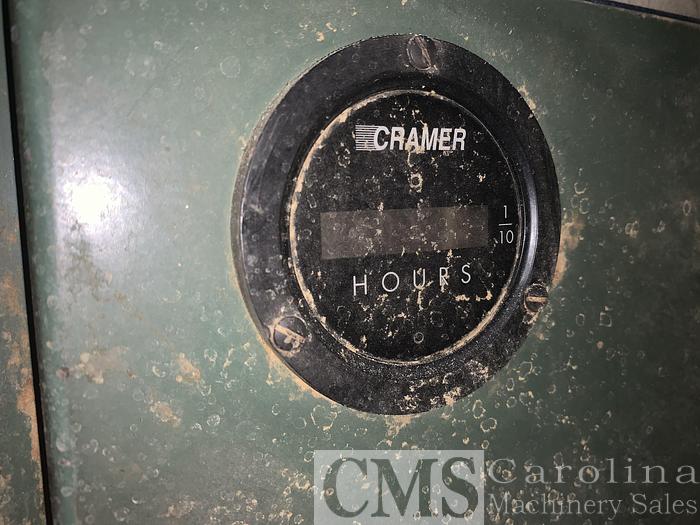 CRAMER
1
10
HOURS
CMS Carolina
Machinery Sales